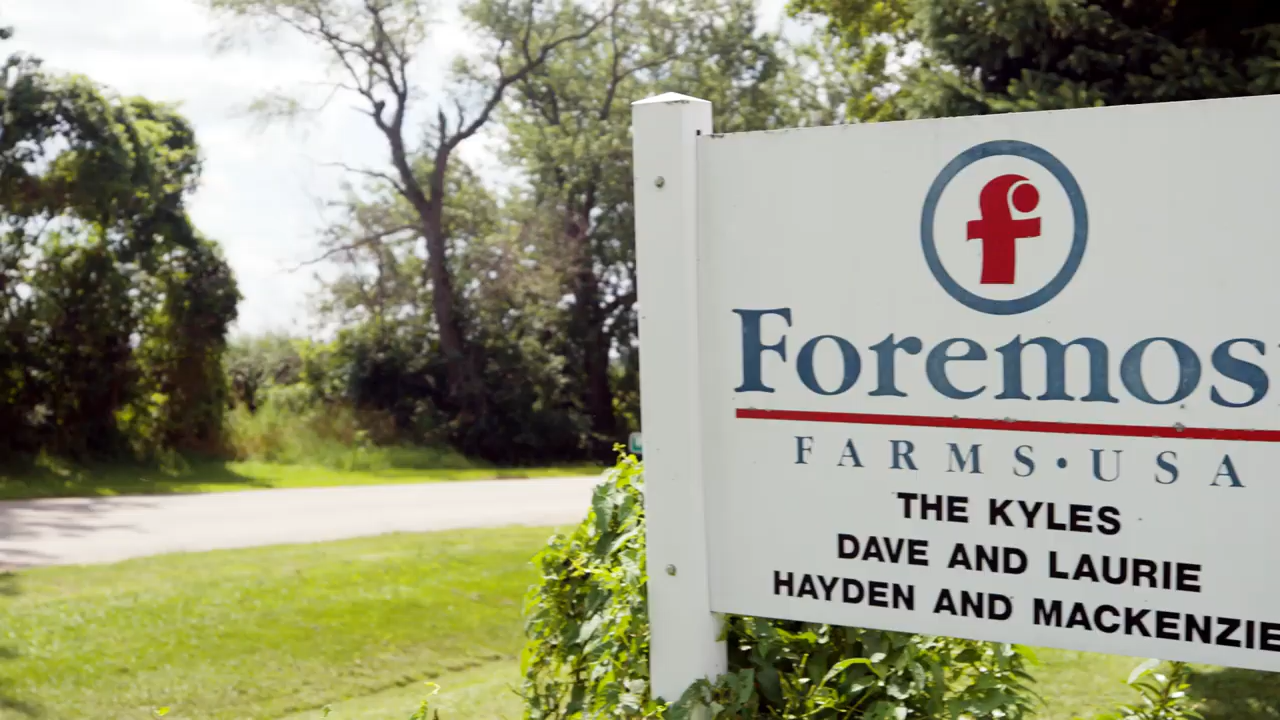 f
Foremos
FARMS·USA
THE KYLES
DAVE AND LAURIE
HAYDEN AND MACKENZIE